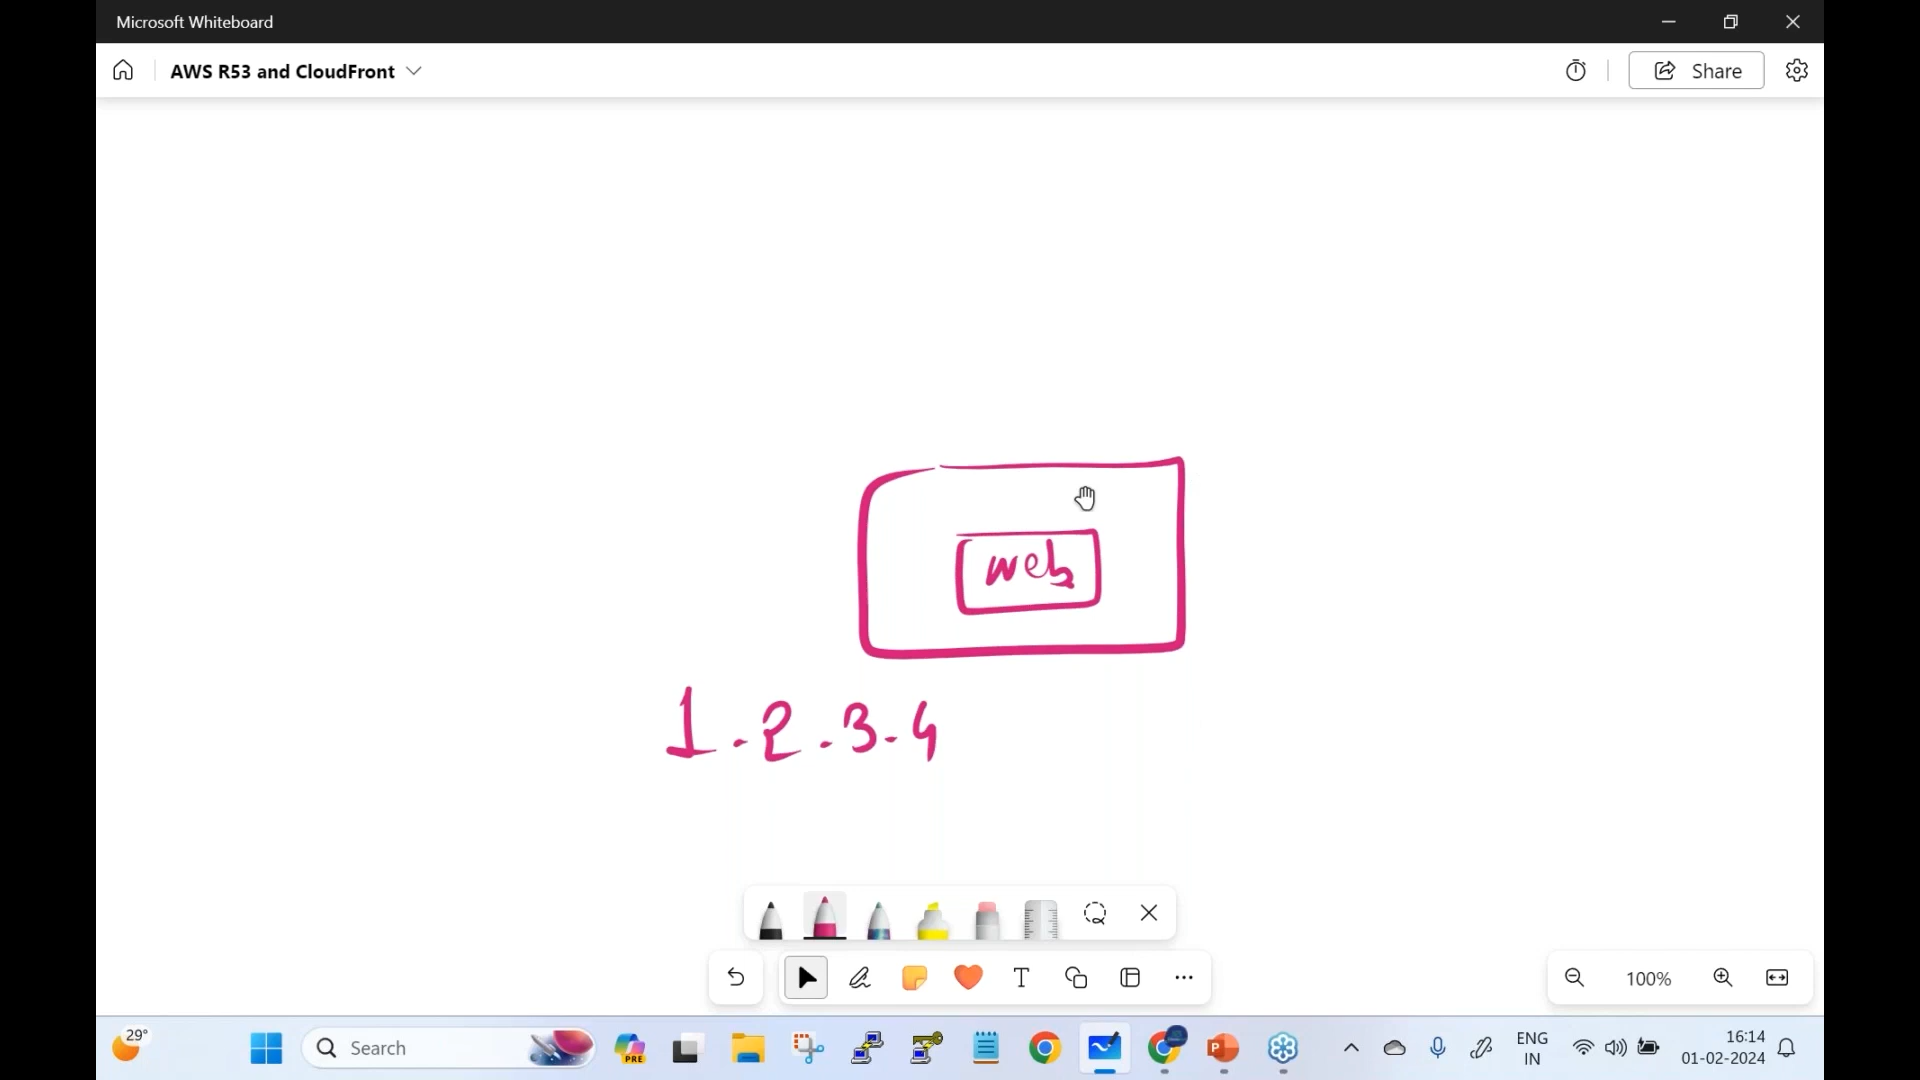 Microsoft Whiteboard
AWS R53 and CloudFront
Share
web
1.2.3.4
100%
29°
Search
PRE
ENG
IN
16:14
01-02-2024